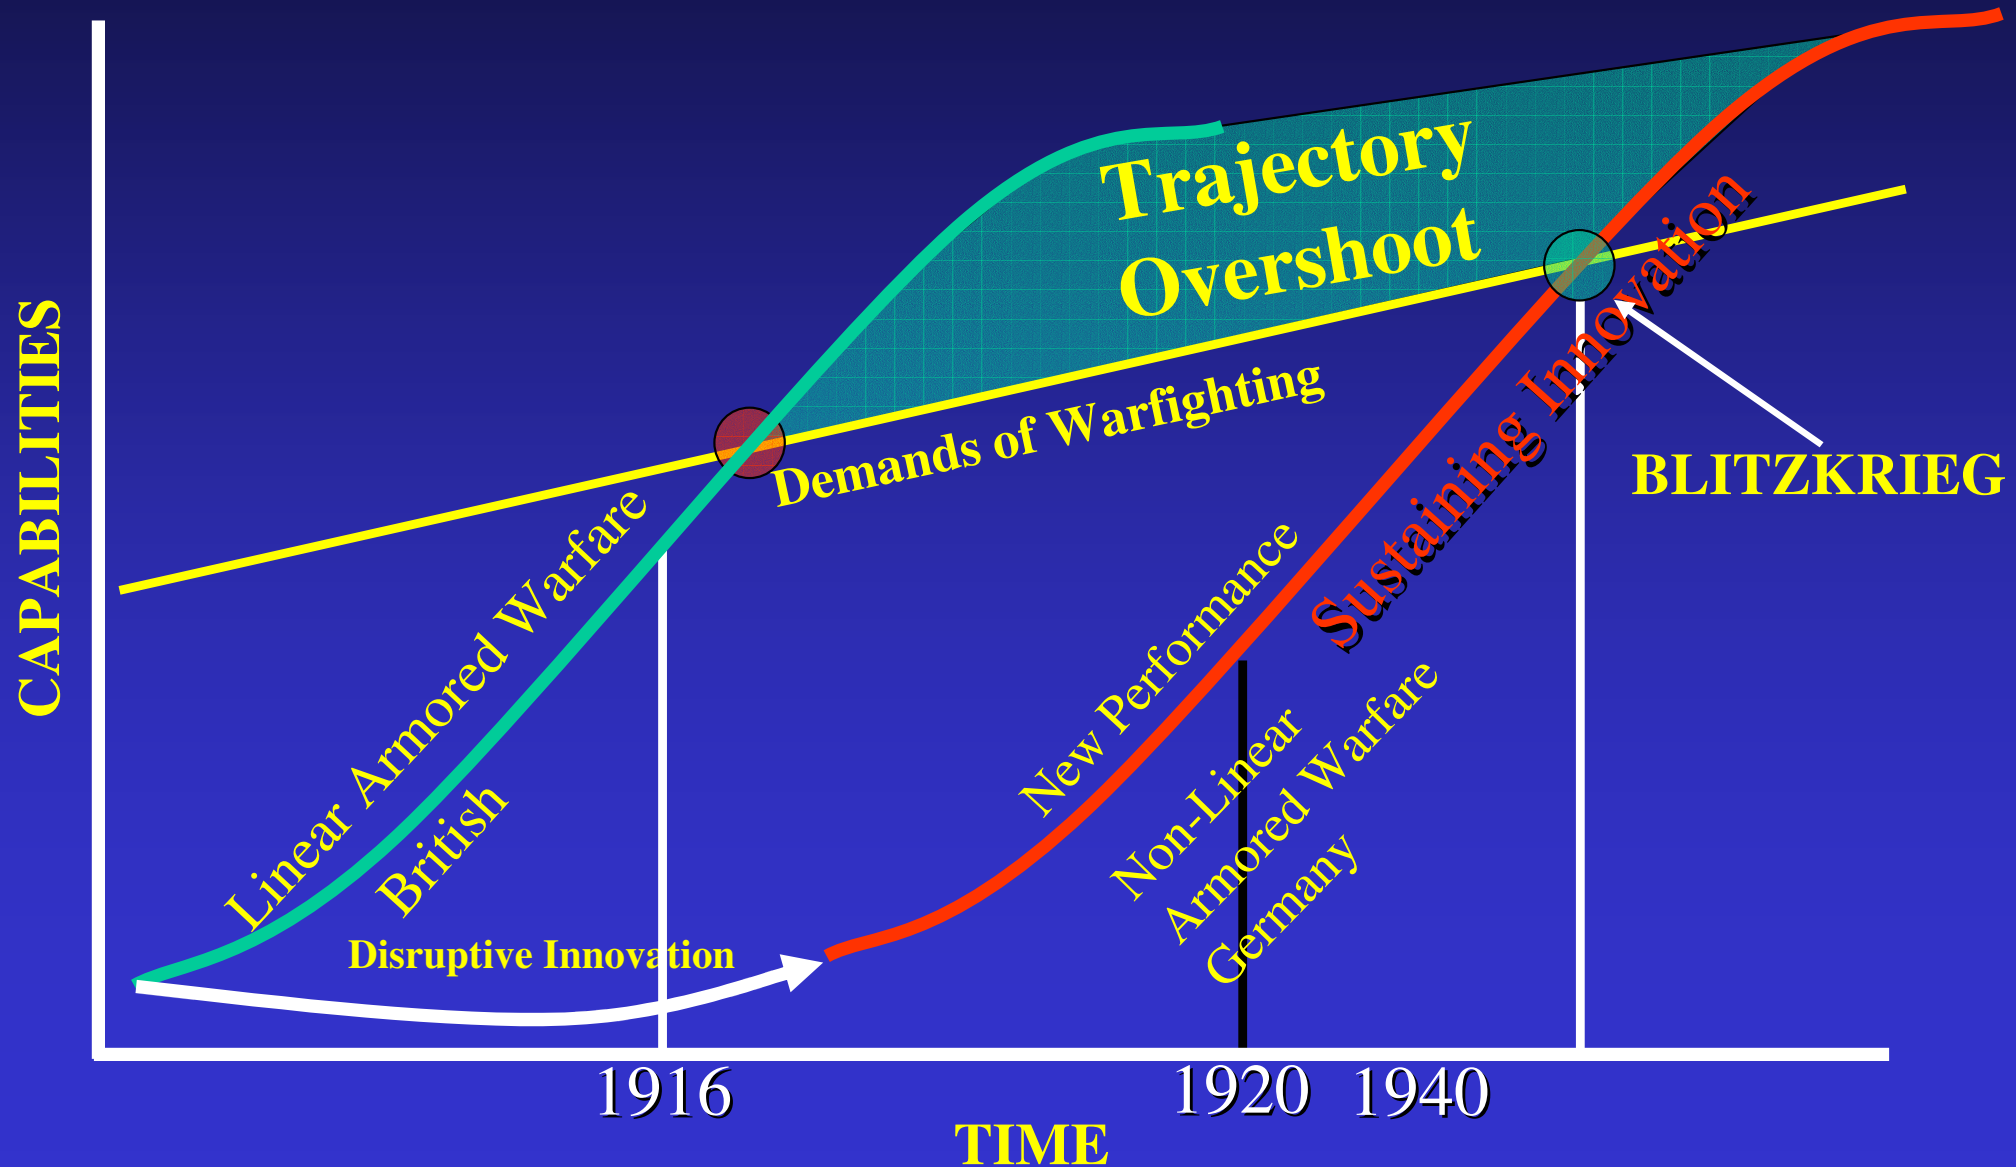 CAPABILITIES
Trajectory
Overshoot
Demands of Warfighting
Sustaining Innovation
BLITZKRIEG
Linear Armored Warfare
British
New Performance
Non-Linear
Armored Warfare
Germany
Disruptive Innovation
1916
1920
1940
TIME